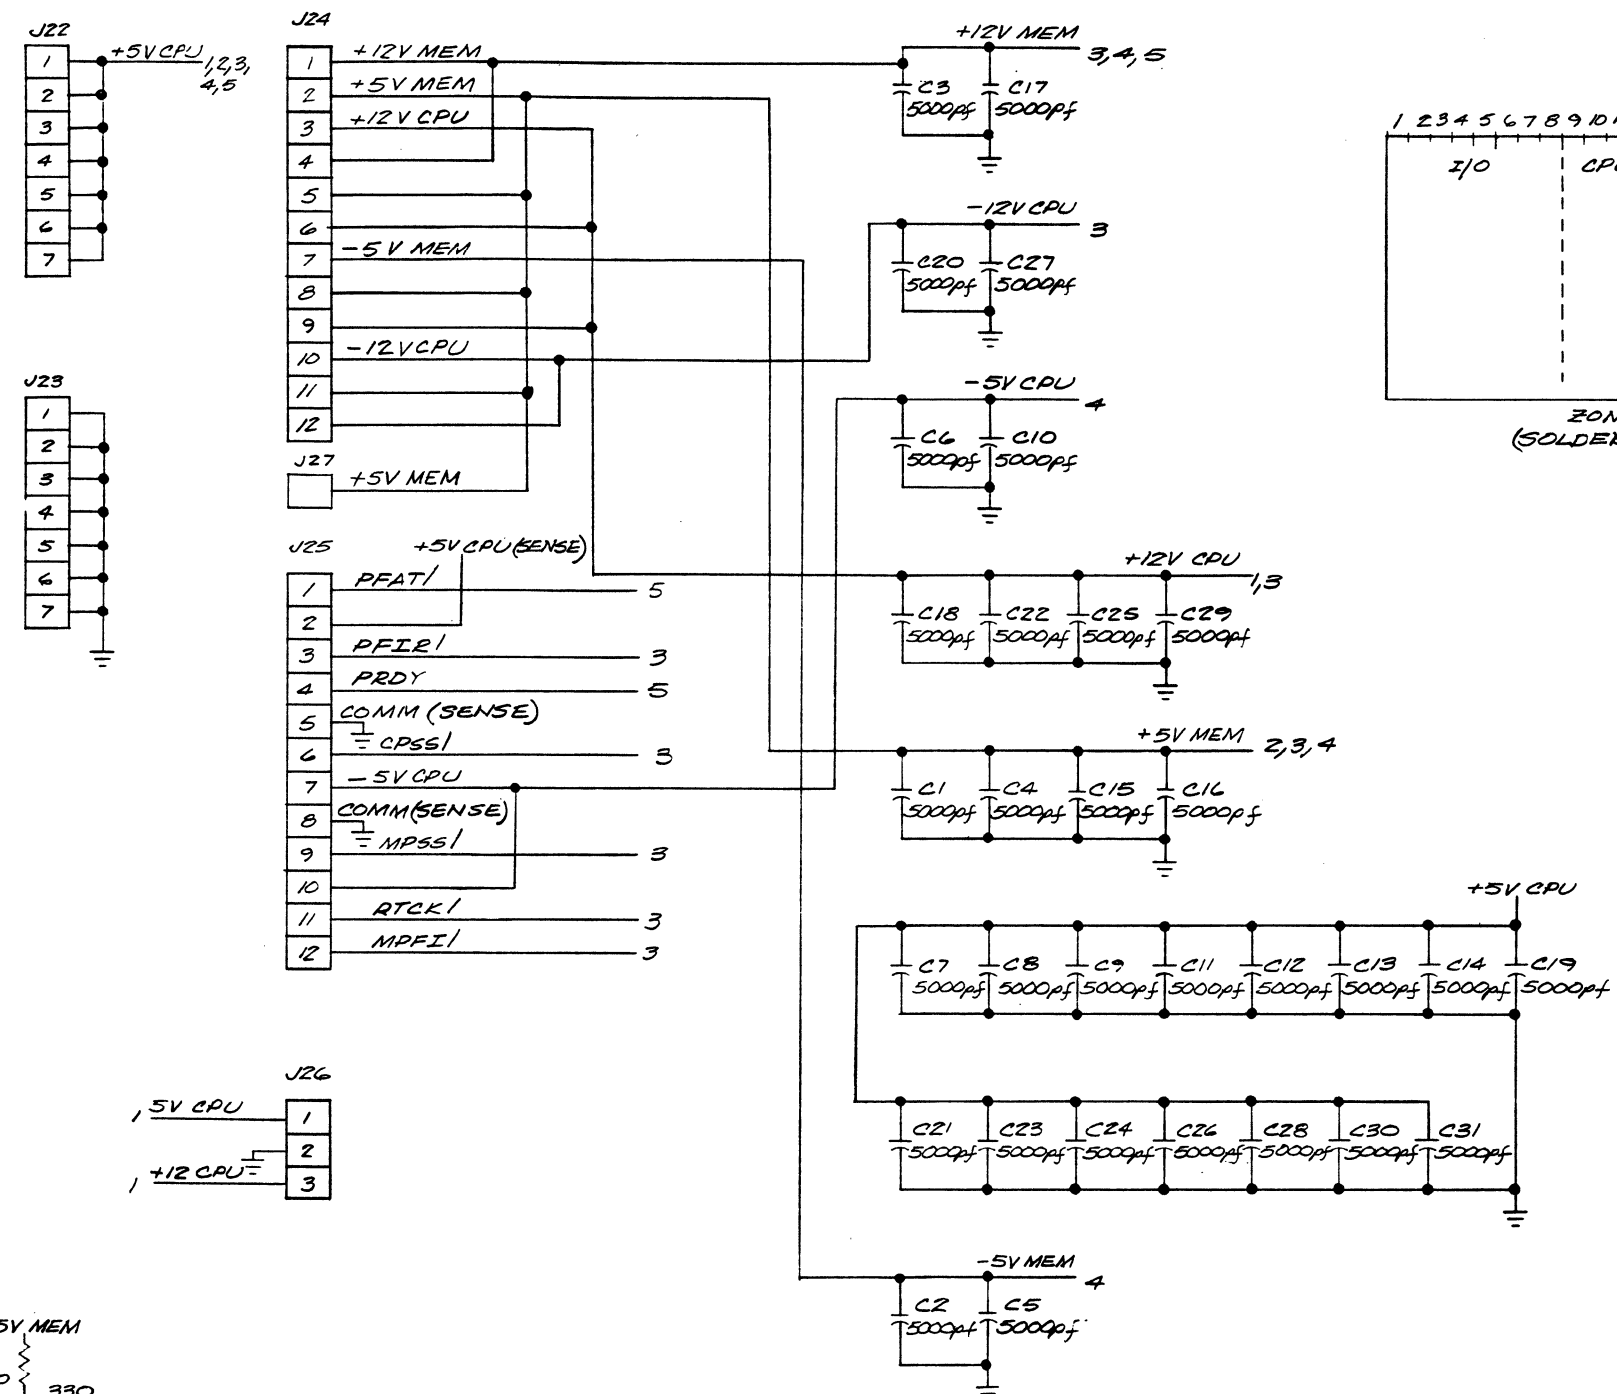 J22
1
2
3
4
5
6
7
+5V CPU
1,2,3,
4,5
J23
1
2
3
4
5
6
7
J24
1
2
3
4
5
6
7
8
9
10
11
12
+12V MEM
+5V MEM
+12V CPU
-5V MEM
-12V CPU
J27
+5V MEM
J25
+5V CPU (SENSE)
1
2
3
4
5
6
7
8
9
10
11
12
PFAT/
5
PFIR/
3
PRDY
5
COMM (SENSE)
CPSS/
3
-5V CPU
COMM (SENSE)
MPSS/
3
RTCK/
3
MPFI/
3
J26
1
2
3
1 5V CPU
1 +12 CPU
5V MEM
330
+12V MEM
3,4,5
C3
5000pf
C17
5000pf
-12V CPU
3
C20
5000pf
C27
5000pf
-5V CPU
4
C6
5000pf
C10
5000pf
+12V CPU
1,3
C18
5000pf
C22
5000pf
C25
5000pf
C29
5000pf
+5V MEM
2,3,4
C1
5000pf
C4
5000pf
C15
5000pf
C16
5000pf
+5V CPU
C7
5000pf
C8
5000pf
C9
5000pf
C11
5000pf
C12
5000pf
C13
5000pf
C14
5000pf
C19
5000pf
C21
5000pf
C23
5000pf
C24
5000pf
C26
5000pf
C28
5000pf
C30
5000pf
C31
5000pf
-5V MEM
4
C2
5000pf
C5
5000pf
1 2 3 4 5 6 7 8 9 10
I/O
CPU
ZON
(SOLDER